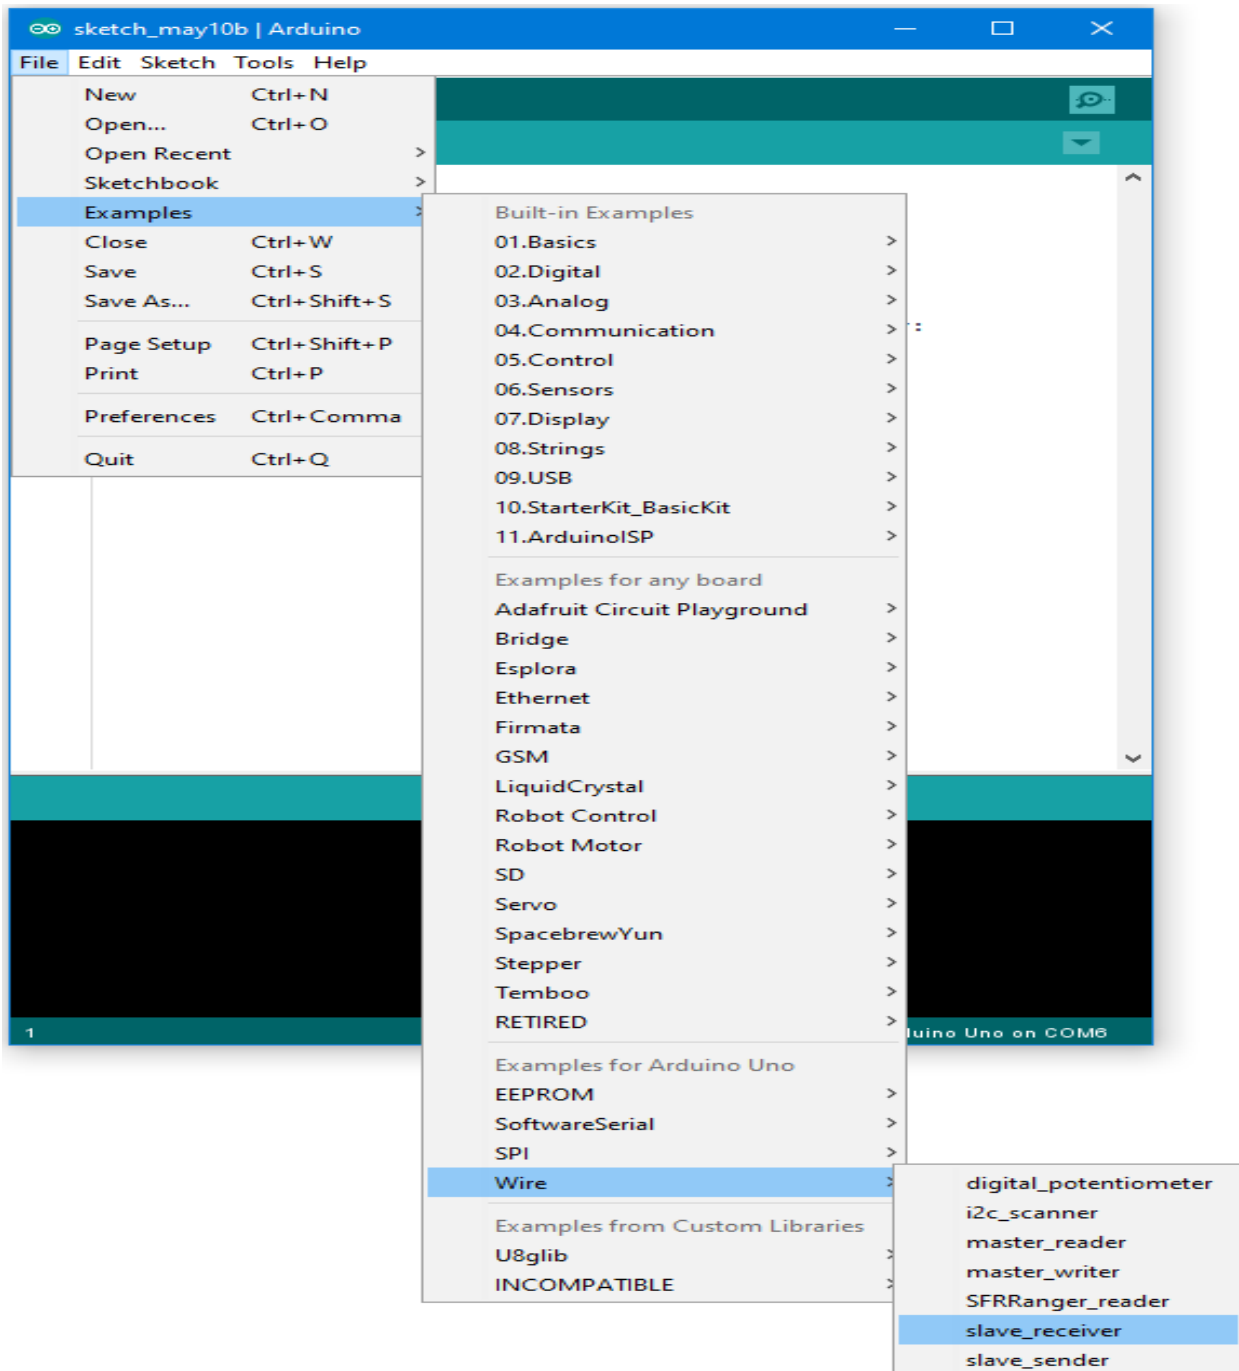 sketch_may10b | Arduino
File Edit Sketch Tools Help
New Ctrl+N
Open... Ctrl+O
Open Recent
Sketchbook
Examples
Close Ctrl+W
Save Ctrl+S
Save As... Ctrl+Shift+S
Page Setup Ctrl+Shift+P
Print Ctrl+P
Preferences Ctrl+Comma
Quit Ctrl+Q
Built-in Examples
01.Basics
02.Digital
03.Analog
04.Communication
05.Control
06.Sensors
07.Display
08.Strings
09.USB
10.StarterKit_BasicKit
11.ArduinoISP
Examples for any board
Adafruit Circuit Playground
Bridge
Esplora
Ethernet
Firmata
GSM
LiquidCrystal
Robot Control
Robot Motor
SD
Servo
SpacebrewYun
Stepper
Temboo
RETIRED
Examples for Arduino Uno
EEPROM
SoftwareSerial
SPI
Wire
Examples from Custom Libraries
U8glib
INCOMPATIBLE
digital_potentiometer
i2c_scanner
master_reader
master_writer
SFRRanger_reader
slave_receiver
slave_sender
1
Uno on COM6